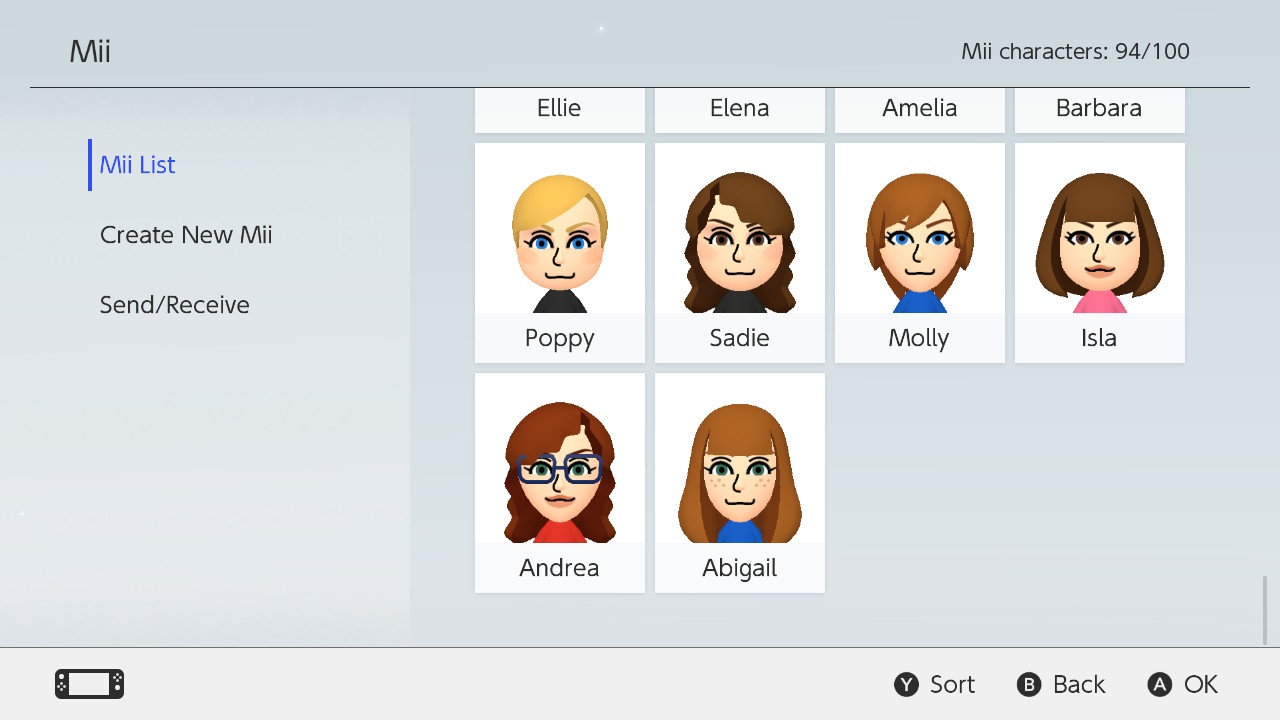 Mii
Mii characters: 94/100
Mii List
Create New Mii
Send/Receive
Ellie
Elena
Amelia
Barbara
Poppy
Sadie
Molly
Isla
Andrea
Abigail
Y Sort
B Back
A OK